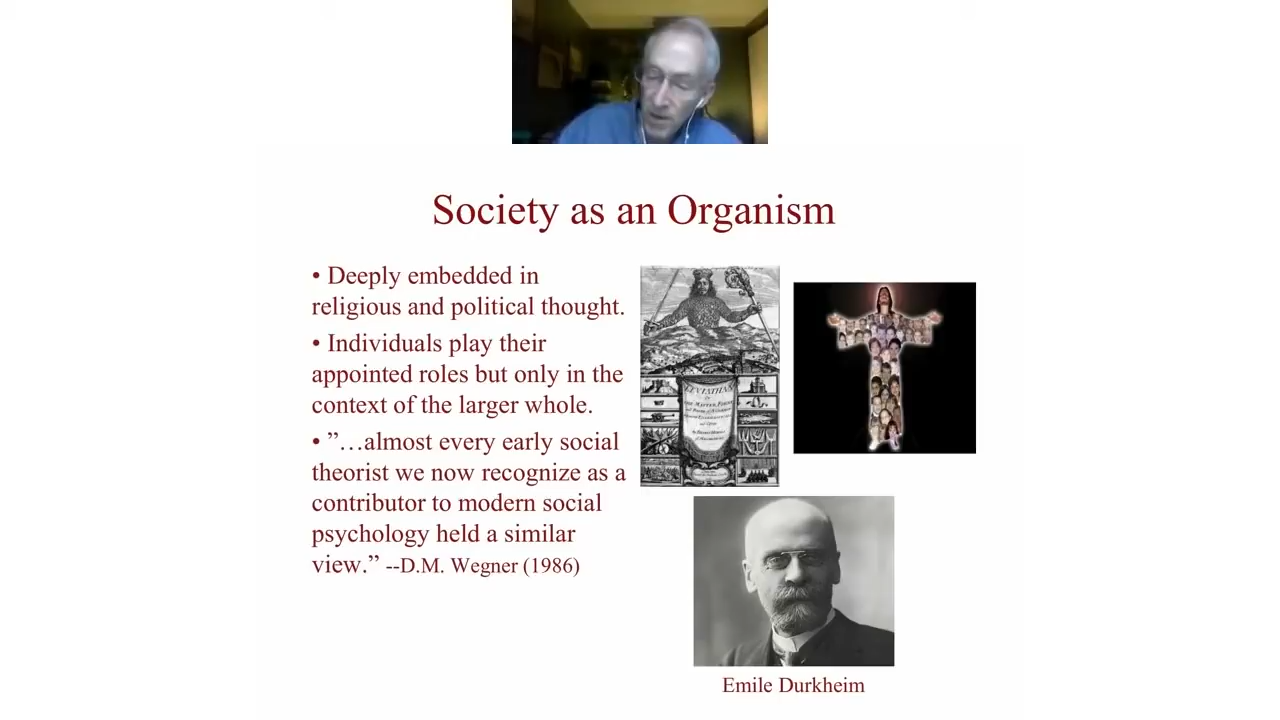 Society as an Organism
• Deeply embedded in
religious and political thought.
• Individuals play their
appointed roles but only in the
context of the larger whole.
• ”…almost every early social
theorist we now recognize as a
contributor to modern social
psychology held a similar
view.” --D.M. Wegner (1986)
LEVIATHAN
Emile Durkheim